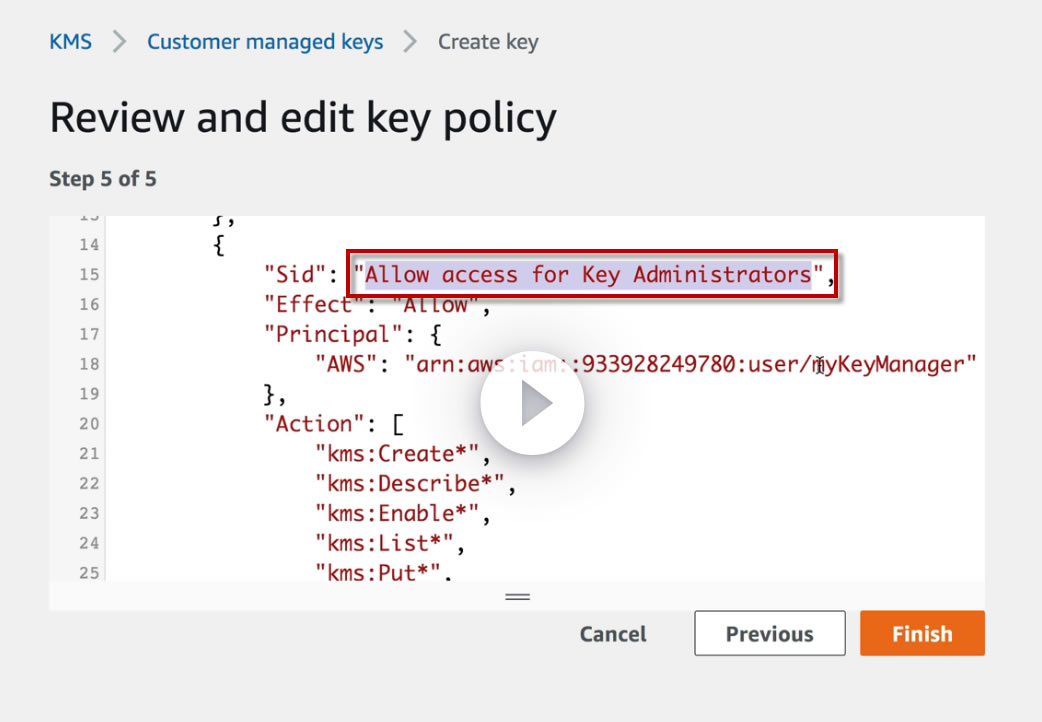 KMS > Customer managed keys > Create key
Review and edit key policy
Step 5 of 5
13 },
14 {
15 "Sid": "Allow access for Key Administrators",
16 "Effect": "Allow",
17 "Principal": {
18 "AWS": "arn:aws:iam::933928249780:user/myKeyManager"
19 },
20 "Action": [
21 "kms:Create*",
22 "kms:Describe*",
23 "kms:Enable*",
24 "kms:List*",
25 "kms:Put*",
Cancel Previous Finish